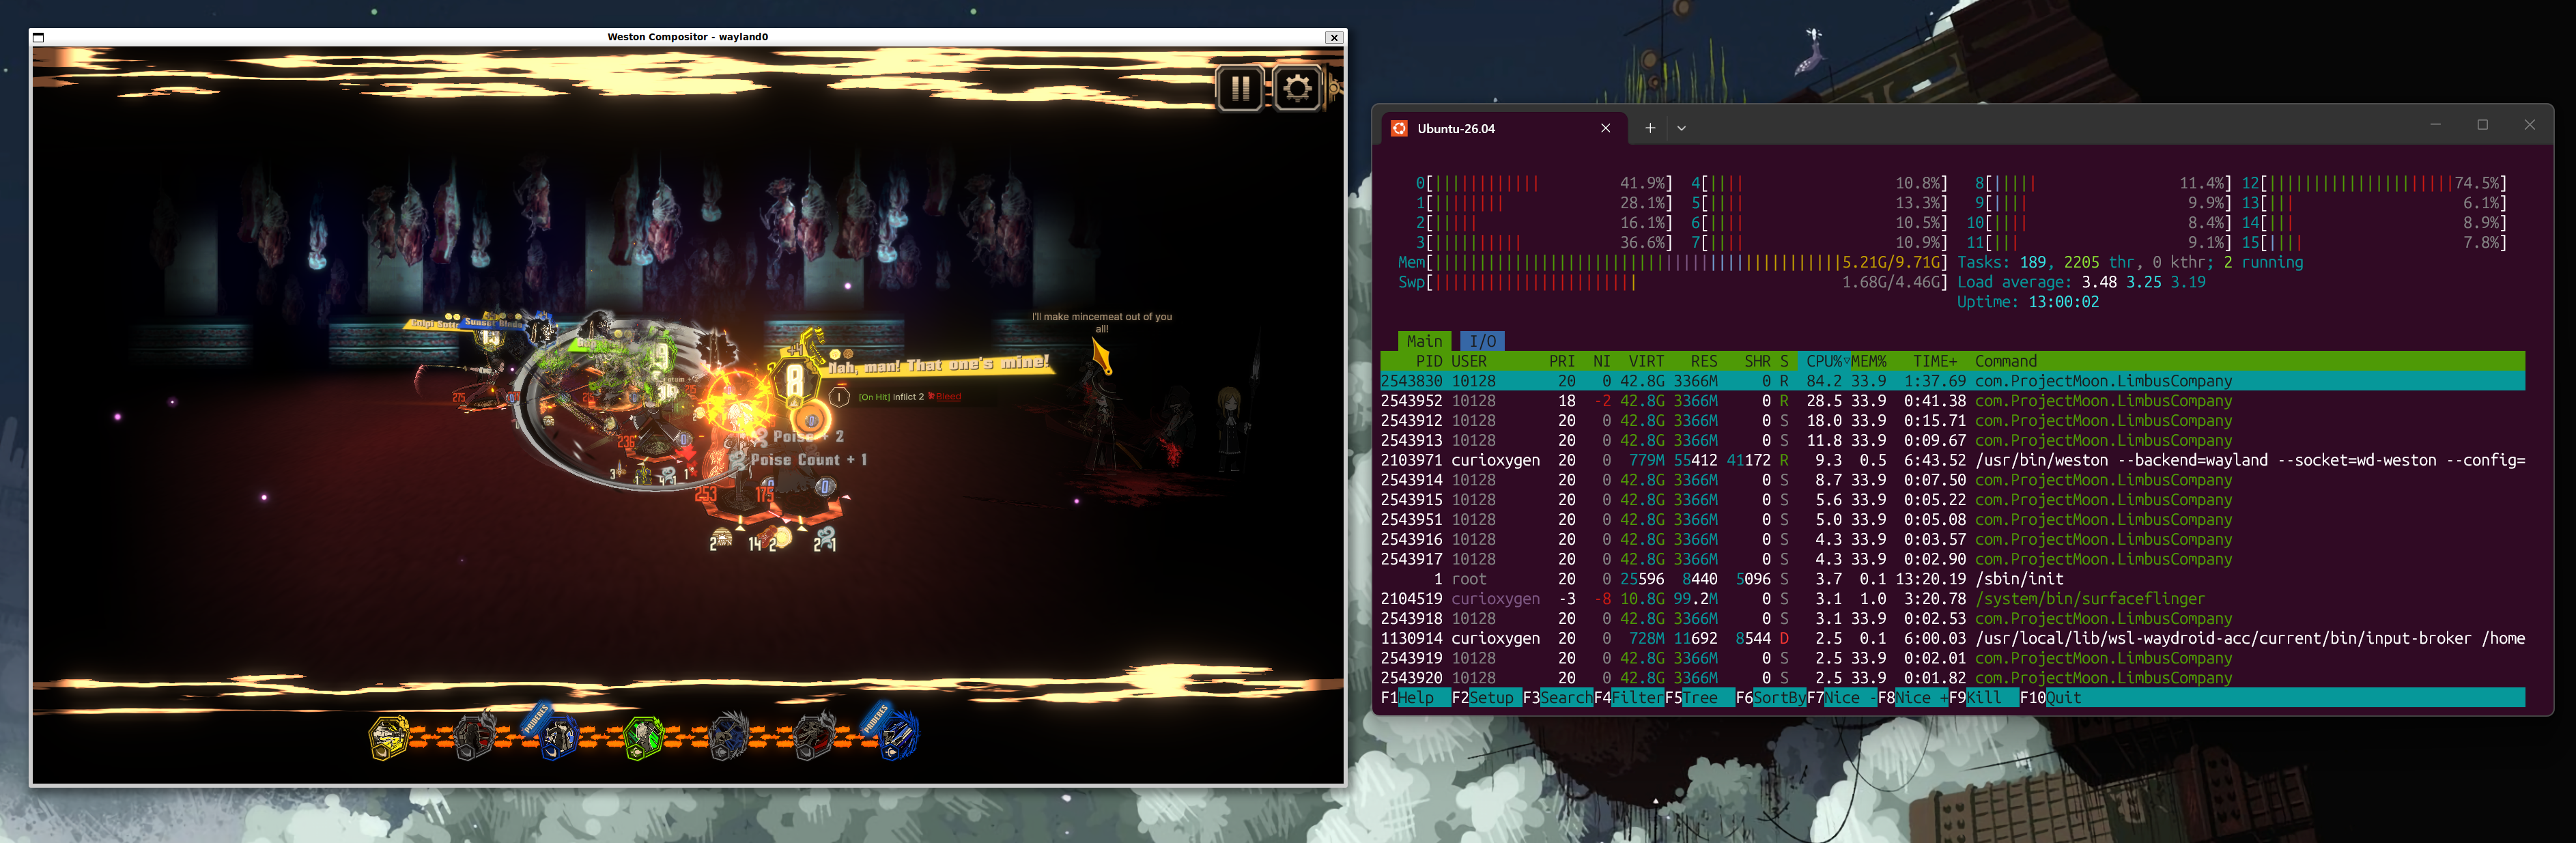 Weston Compositor - wayland0
I'll make mincemeat out of you
all!
Nah, man! That one's mine!
[On Hit] Inflict 2 Bleed
+4
8
9
16
0
I
275
236
0
Poise + 2
Poise Count + 1
253
175
0
3
1
4
1
2
14
2
2
1
Ubuntu-26.04
0[41.9%] 4[10.8%] 8[11.4%] 12[74.5%]
1[28.1%] 5[13.3%] 9[9.9%] 13[6.1%]
2[16.1%] 6[10.5%] 10[8.4%] 14[8.9%]
3[36.6%] 7[10.9%] 11[9.1%] 15[7.8%]
Mem[5.21G/9.71G] Tasks: 189, 2205 thr, 0 kthr; 2 running
Swp[1.68G/4.46G] Load average: 3.48 3.25 3.19
Uptime: 13:00:02
Main I/O
PID USER PRI NI VIRT RES SHR S CPU%▽MEM% TIME+ Command
2543830 10128 20 0 42.8G 3366M 0 R 84.2 33.9 1:37.69 com.ProjectMoon.LimbusCompany
2543952 10128 18 -2 42.8G 3366M 0 R 28.5 33.9 0:41.38 com.ProjectMoon.LimbusCompany
2543912 10128 20 0 42.8G 3366M 0 S 18.0 33.9 0:15.71 com.ProjectMoon.LimbusCompany
2543913 10128 20 0 42.8G 3366M 0 S 11.8 33.9 0:09.67 com.ProjectMoon.LimbusCompany
2103971 curioxygen 20 0 779M 55412 41172 R 9.3 0.5 6:43.52 /usr/bin/weston --backend=wayland --socket=wd-weston --config=
2543914 10128 20 0 42.8G 3366M 0 S 8.7 33.9 0:07.50 com.ProjectMoon.LimbusCompany
2543915 10128 20 0 42.8G 3366M 0 S 5.6 33.9 0:05.22 com.ProjectMoon.LimbusCompany
2543951 10128 20 0 42.8G 3366M 0 S 5.0 33.9 0:05.08 com.ProjectMoon.LimbusCompany
2543916 10128 20 0 42.8G 3366M 0 S 4.3 33.9 0:03.57 com.ProjectMoon.LimbusCompany
2543917 10128 20 0 42.8G 3366M 0 S 4.3 33.9 0:02.90 com.ProjectMoon.LimbusCompany
1 root 20 0 25596 8440 5096 S 3.7 0.1 13:20.19 /sbin/init
2104519 curioxygen -3 -8 10.8G 99.2M 0 S 3.1 1.0 3:20.78 /system/bin/surfaceflinger
2543918 10128 20 0 42.8G 3366M 0 S 3.1 33.9 0:02.53 com.ProjectMoon.LimbusCompany
1130914 curioxygen 20 0 728M 11692 8544 D 2.5 0.1 6:00.03 /usr/local/lib/wsl-waydroid-acc/current/bin/input-broker /home
2543919 10128 20 0 42.8G 3366M 0 S 2.5 33.9 0:02.01 com.ProjectMoon.LimbusCompany
2543920 10128 20 0 42.8G 3366M 0 S 2.5 33.9 0:01.82 com.ProjectMoon.LimbusCompany
F1Help F2Setup F3SearchF4FilterF5Tree F6SortByF7Nice -F8Nice +F9Kill F10Quit